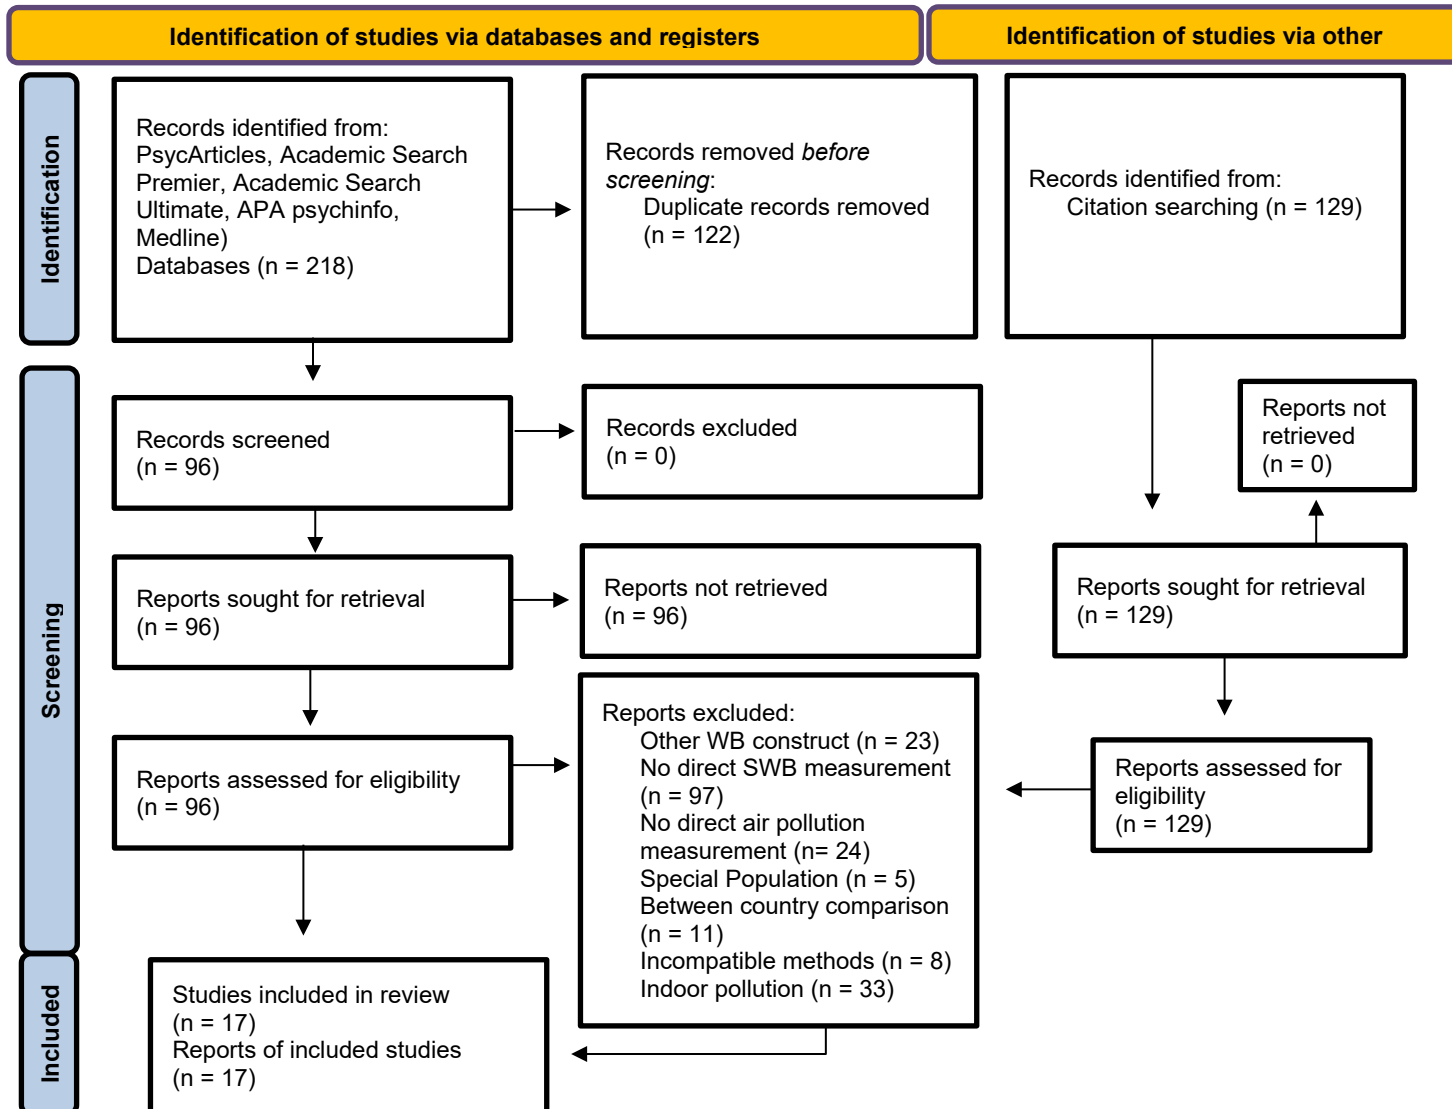 Identification of studies via databases and registers
Identification of studies via other
Identification
Records identified from:
PsycArticles, Academic Search
Premier, Academic Search
Ultimate, APA psychinfo,
Medline)
Databases (n = 218)
Records removed before
screening:
Duplicate records removed
(n = 122)
Records identified from:
Citation searching (n = 129)
Screening
Records screened
(n = 96)
Records excluded
(n = 0)
Reports not
retrieved
(n = 0)
Reports sought for retrieval
(n = 96)
Reports not retrieved
(n = 96)
Reports sought for retrieval
(n = 129)
Reports assessed for eligibility
(n = 96)
Reports excluded:
Other WB construct (n = 23)
No direct SWB measurement
(n = 97)
No direct air pollution
measurement (n= 24)
Special Population (n = 5)
Between country comparison
(n = 11)
Incompatible methods (n = 8)
Indoor pollution (n = 33)
Reports assessed for
eligibility
(n = 129)
Included
Studies included in review
(n = 17)
Reports of included studies
(n = 17)